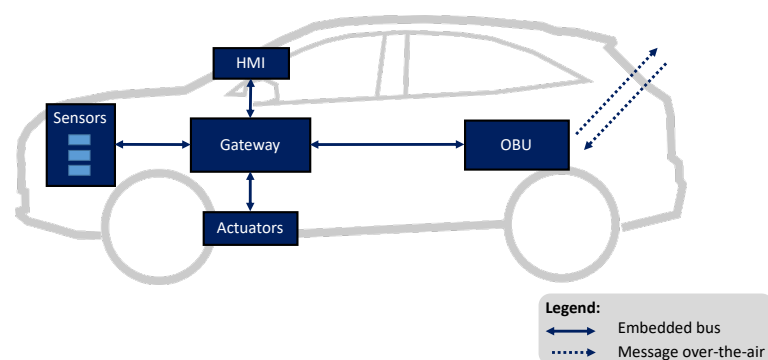 HMI
Sensors
Gateway
OBU
Actuators
Legend:
Embedded bus
Message over-the-air